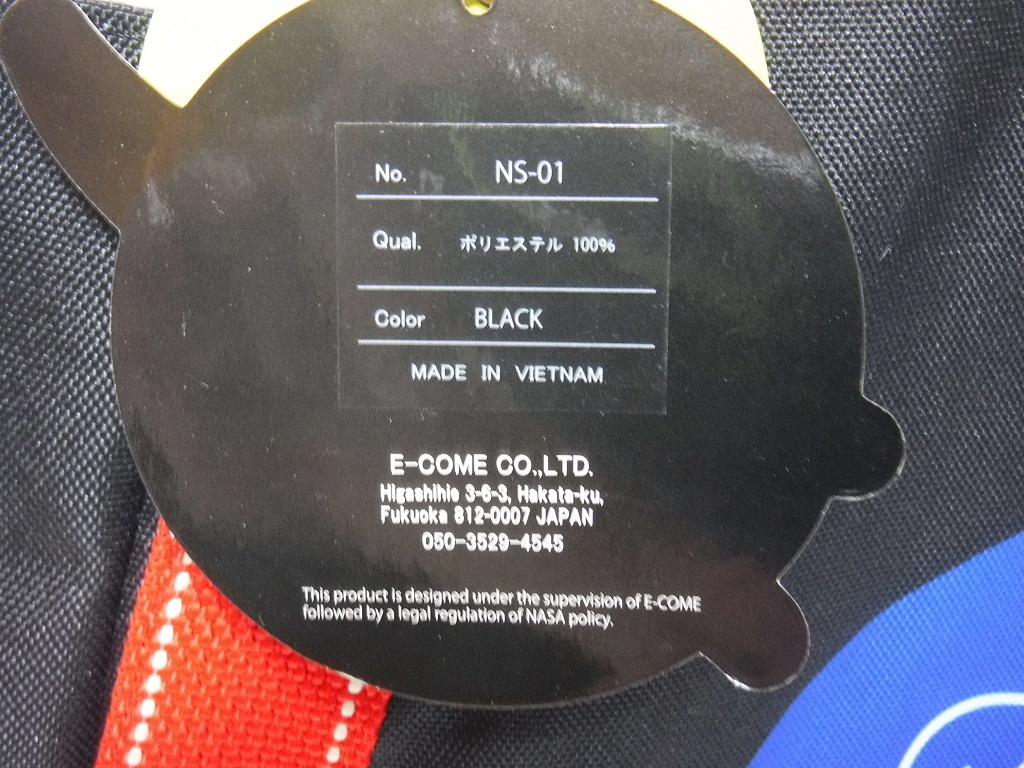 No. NS-01
Qual. ポリエステル 100%
Color BLACK
MADE IN VIETNAM
E-COME CO.,LTD.
Higashihie 3-6-3, Hakata-ku,
Fukuoka 812-0007 JAPAN
050-3529-4545
This product is designed under the supervision of E-COME
followed by a legal regulation of NASA policy.